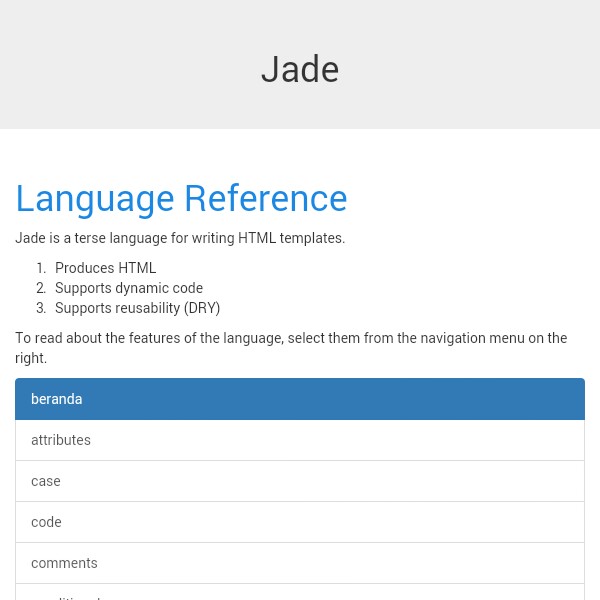 Jade
Language Reference
Jade is a terse language for writing HTML templates.
1. Produces HTML
2. Supports dynamic code
3. Supports reusability (DRY)
To read about the features of the language, select them from the navigation menu on the
right.
beranda
attributes
case
code
comments